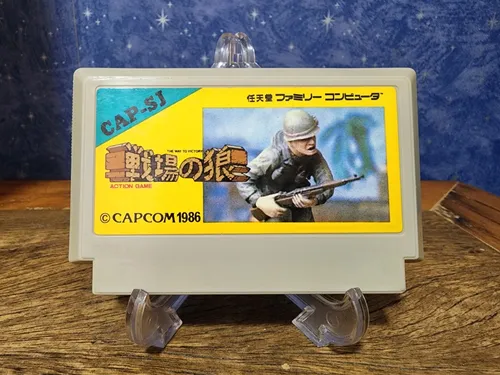 CAP-SJ
任天堂 ファミリー コンピュータ
THE WAY TO VICTORY
戦場の狼
ACTION GAME
© CAPCOM 1986